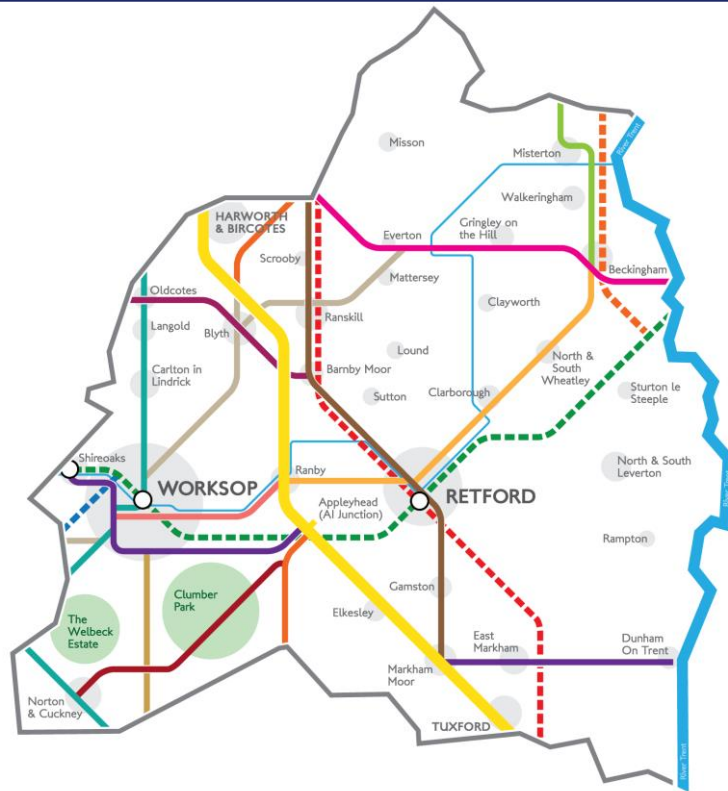 Misson
Misterton
River Trent
Walkeringham
HARWORTH
& BIRCOTES
Gringley on
the Hill
Everton
Scrooby
Beckingham
Mattersey
Oldcotes
Clayworth
Ranskill
Langold
Blyth
Lound
North &
South
Wheatley
Carlton in
Lindrick
Barnby Moor
Sutton
Clarborough
Sturton le
Steeple
Shireoaks
Ranby
North & South
Leverton
WORKSOP
RETFORD
River Trent
Appleyhead
(A1 Junction)
Rampton
Gamston
Clumber
Park
Elkesley
The
Welbeck
Estate
East
Markham
Dunham
On Trent
Markham
Moor
Norton
& Cuckney
TUXFORD
River Trent